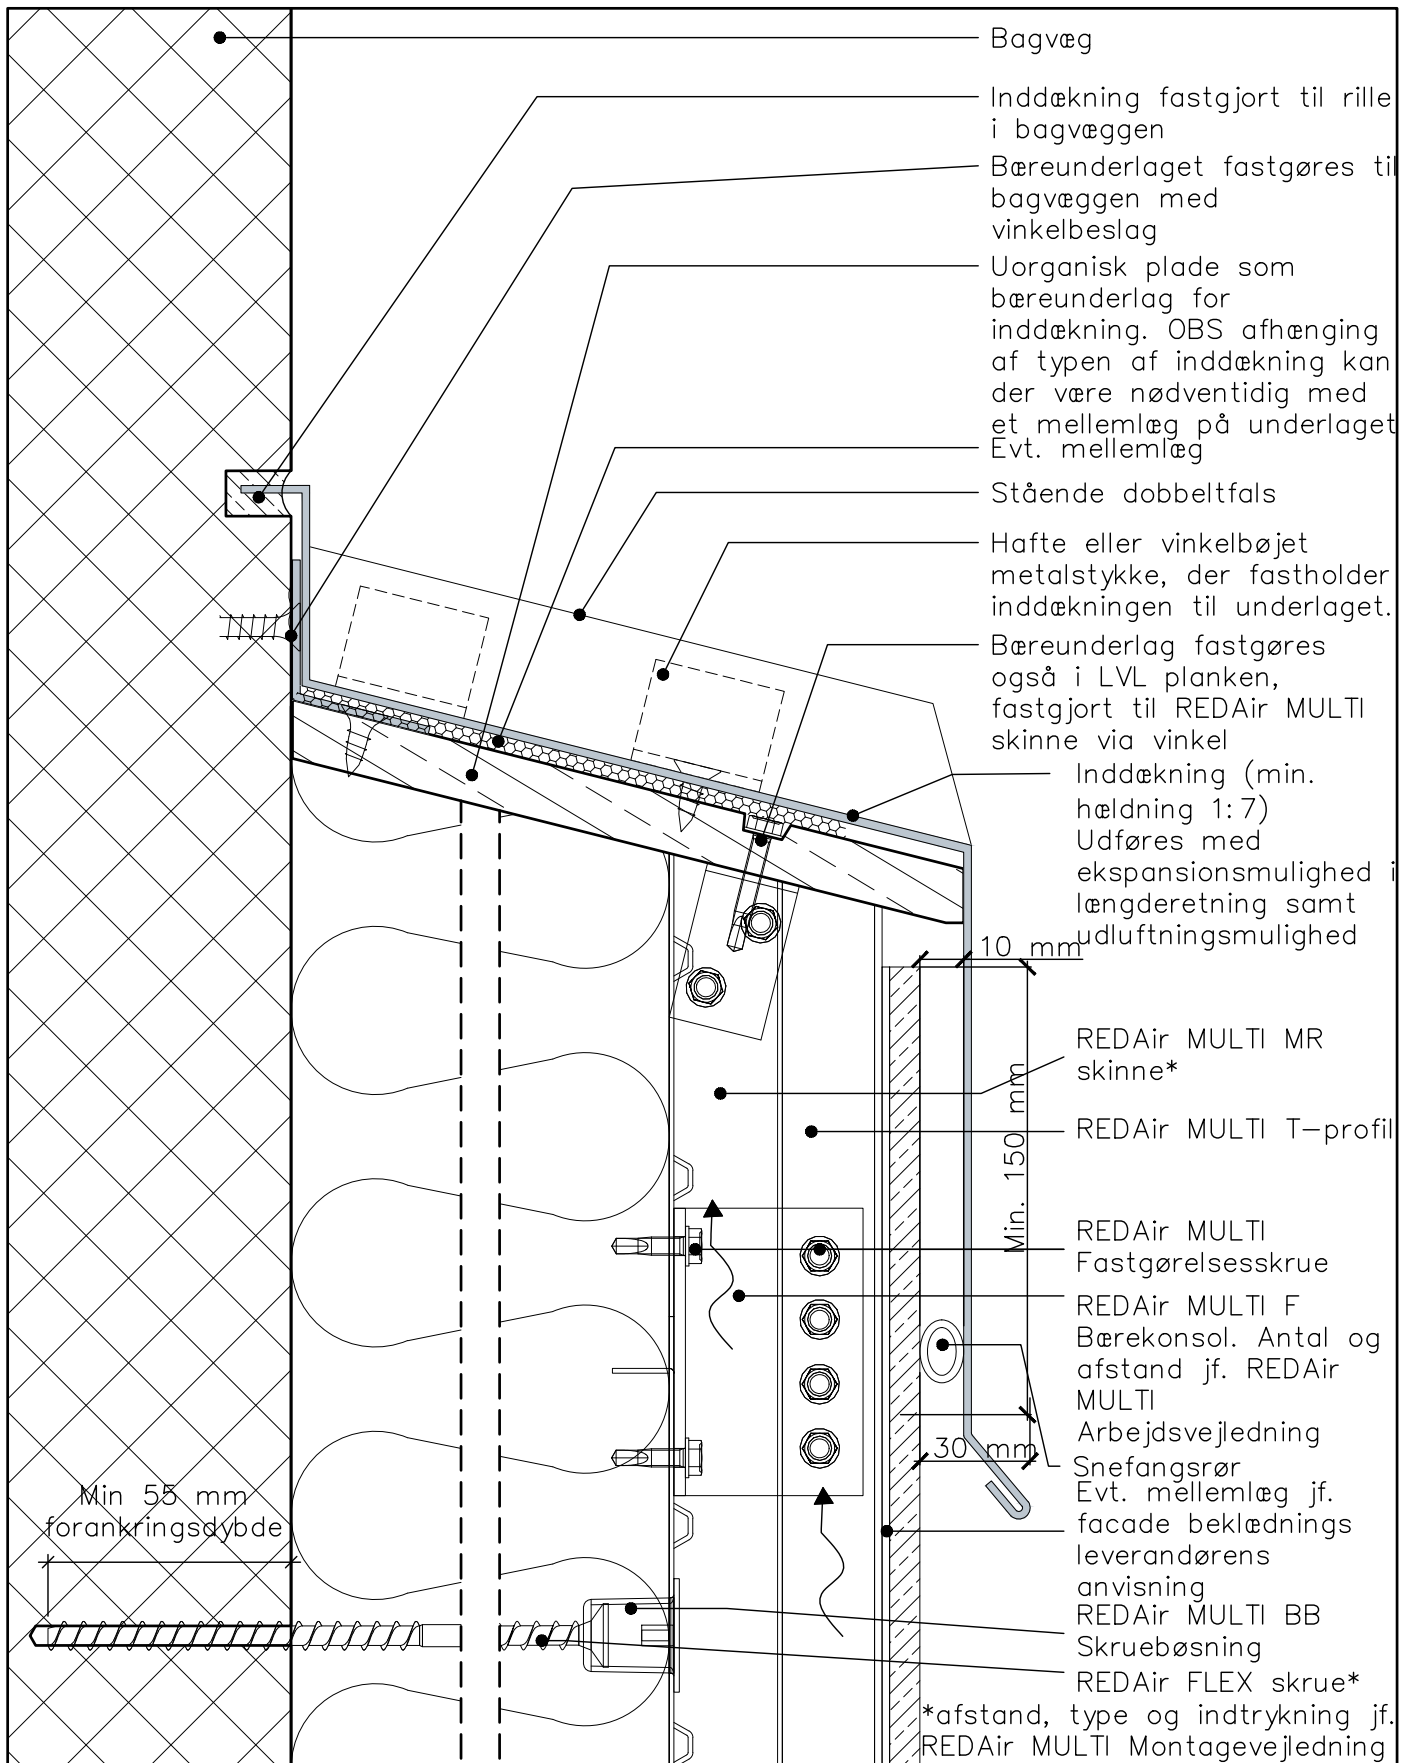 Bagvæg
Inddækning fastgjort til rille
i bagvæggen
Bæreunderlaget fastgøres til
bagvæggen med
vinkelbeslag
Uorganisk plade som
bæreunderlag for
inddækning. OBS afhænging
af typen af inddækning kan
der være nødventidig med
et mellemlæg på underlaget
Evt. mellemlæg
Stående dobbeltfals
Hafte eller vinkelbøjet
metalstykke, der fastholder
inddækningen til underlaget.
Bæreunderlag fastgøres
også i LVL planken,
fastgjort til REDAir MULTI
skinne via vinkel
Inddækning (min.
hældning 1:7)
Udføres med
ekspansionsmulighed i
længderetning samt
udluftningsmulighed
10 mm
REDAir MULTI MR
skinne*
Min. 150 mm
REDAir MULTI T-profil
REDAir MULTI
Fastgørelsesskrue
REDAir MULTI F
Bærekonsol. Antal og
afstand jf. REDAir
MULTI
Arbejdsvejledning
30 mm
Snefangsrør
Evt. mellemlæg jf.
facade beklædnings
leverandørens
anvisning
Min 55 mm
forankringsdybde
REDAir MULTI BB
Skruebøsning
REDAir FLEX skrue*
*afstand, type og indtrykning jf.
REDAir MULTI Montagevejledning